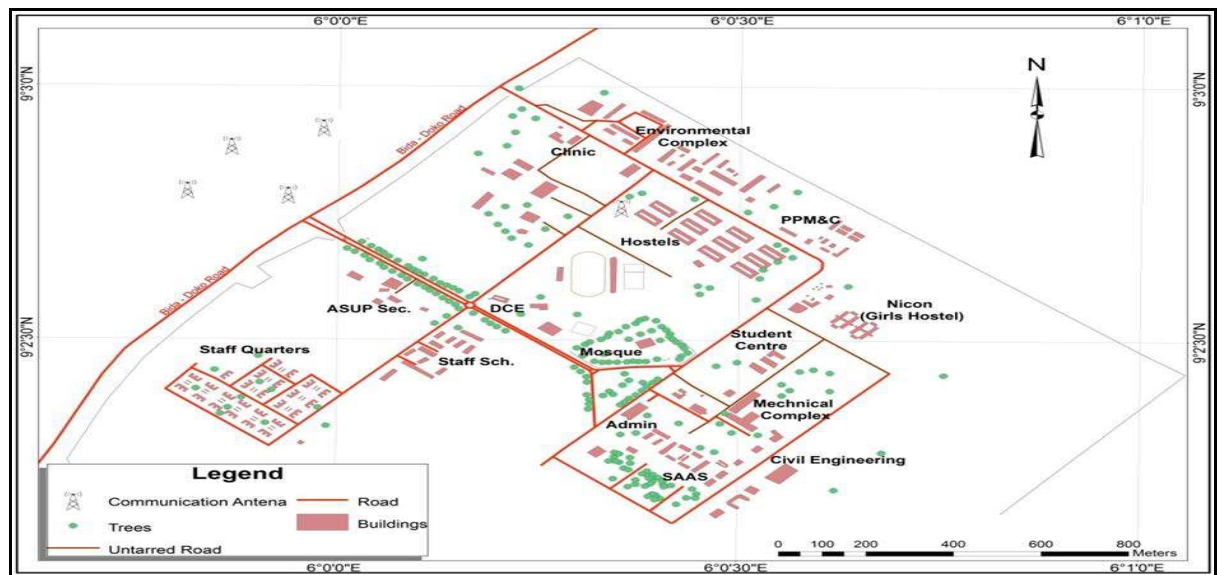 6°0'0"E
6°0'30"E
6°1'0"E
9°3'0"N
9°3'0"N
N
Bida - Doko Road
Environmental
Complex
Clinic
PPM&C
Hostels
Bida - Doko Road
ASUP Sec.
DCE
Nicon
(Girls Hostel)
9°2'30"N
9°2'30"N
Student
Centre
Staff Quarters
Mosque
Staff Sch.
Mechnical
Complex
Admin
Civil Engineering
SAAS
Legend
Communication Antena
Road
Trees
Buildings
Untarred Road
0 100 200 400 600 800
Meters
6°0'0"E
6°0'30"E
6°1'0"E